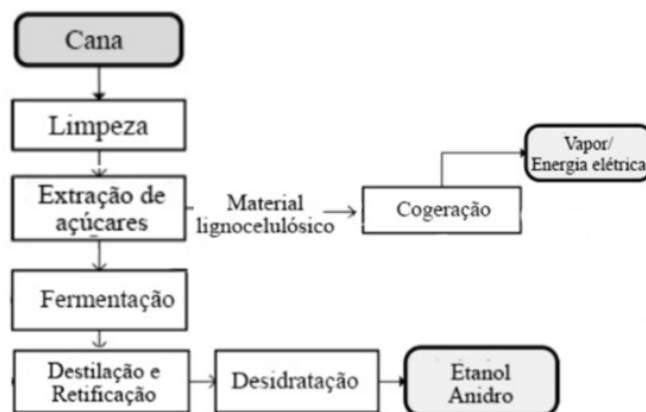 Cana
Limpeza
Vapor/
Energia elétrica
Extração de
açúcares
Material
lignocelulósico
Cogeração
Fermentação
Destilação e
Retificação
Desidratação
Etanol
Anidro